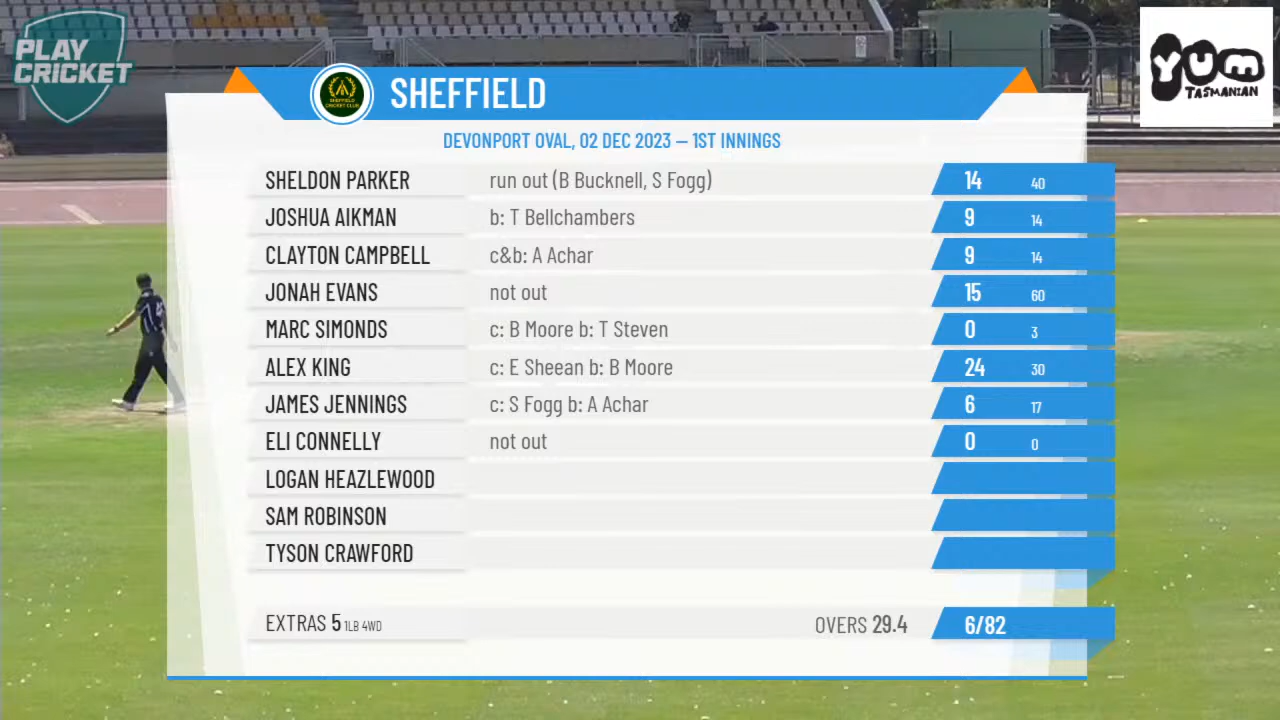 PLAY
CRICKET
YUM
TASMANIAN
SHEFFIELD
CRICKET CLUB
SHEFFIELD
DEVONPORT OVAL, 02 DEC 2023 – 1ST INNINGS
SHELDON PARKER run out (B Bucknell, S Fogg) 14 40
JOSHUA AIKMAN b: T Bellchambers 9 14
CLAYTON CAMPBELL c&b: A Achar 9 14
JONAH EVANS not out 15 60
MARC SIMONDS c: B Moore b: T Steven 0 3
ALEX KING c: E Sheean b: B Moore 24 30
JAMES JENNINGS c: S Fogg b: A Achar 6 17
ELI CONNELLY not out 0 0
LOGAN HEAZLEWOOD
SAM ROBINSON
TYSON CRAWFORD
EXTRAS 5 1LB 4WD OVERS 29.4 6/82